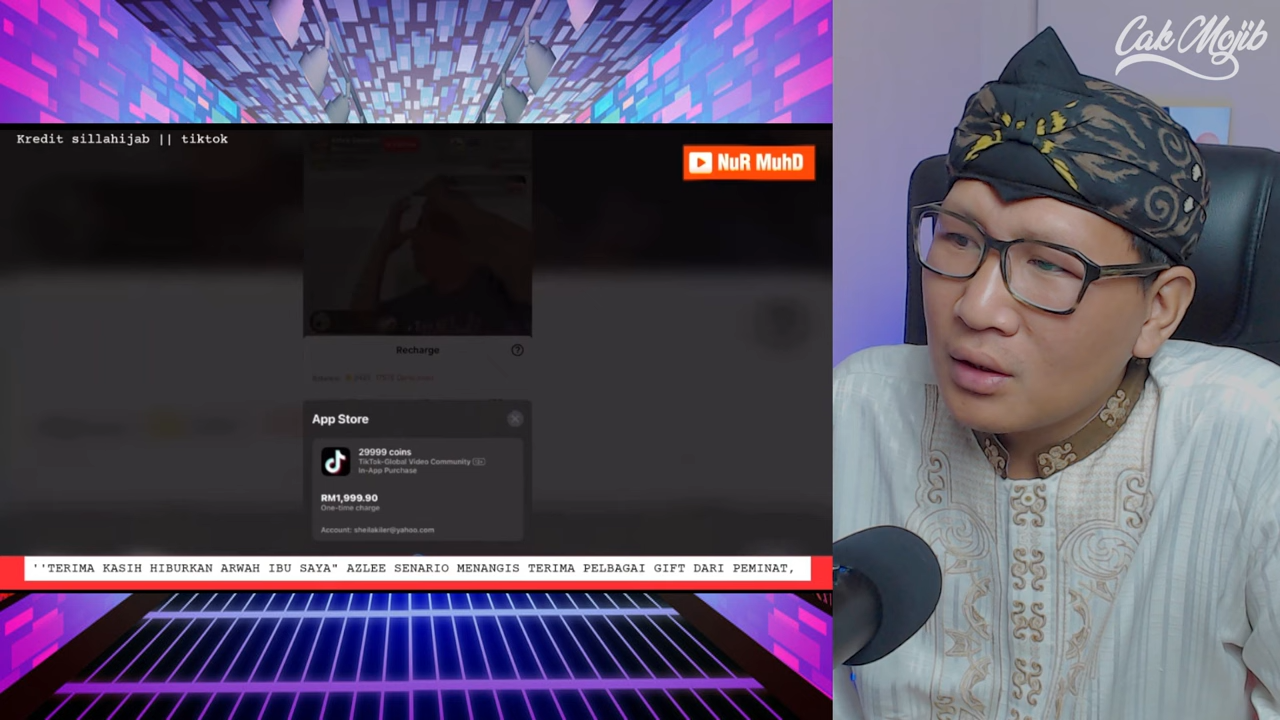 Cak Mojib
Kredit sillahijab || tiktok
NuR MuhD
Recharge
App Store
29999 coins
TikTok-Global Video Community
In-App Purchase
RM1,999.90
One-time charge
Account: sheilakiler@yahoo.com
''TERIMA KASIH HIBURKAN ARWAH IBU SAYA" AZLEE SENARIO MENANGIS TERIMA PELBAGAI GIFT DARI PEMINAT,